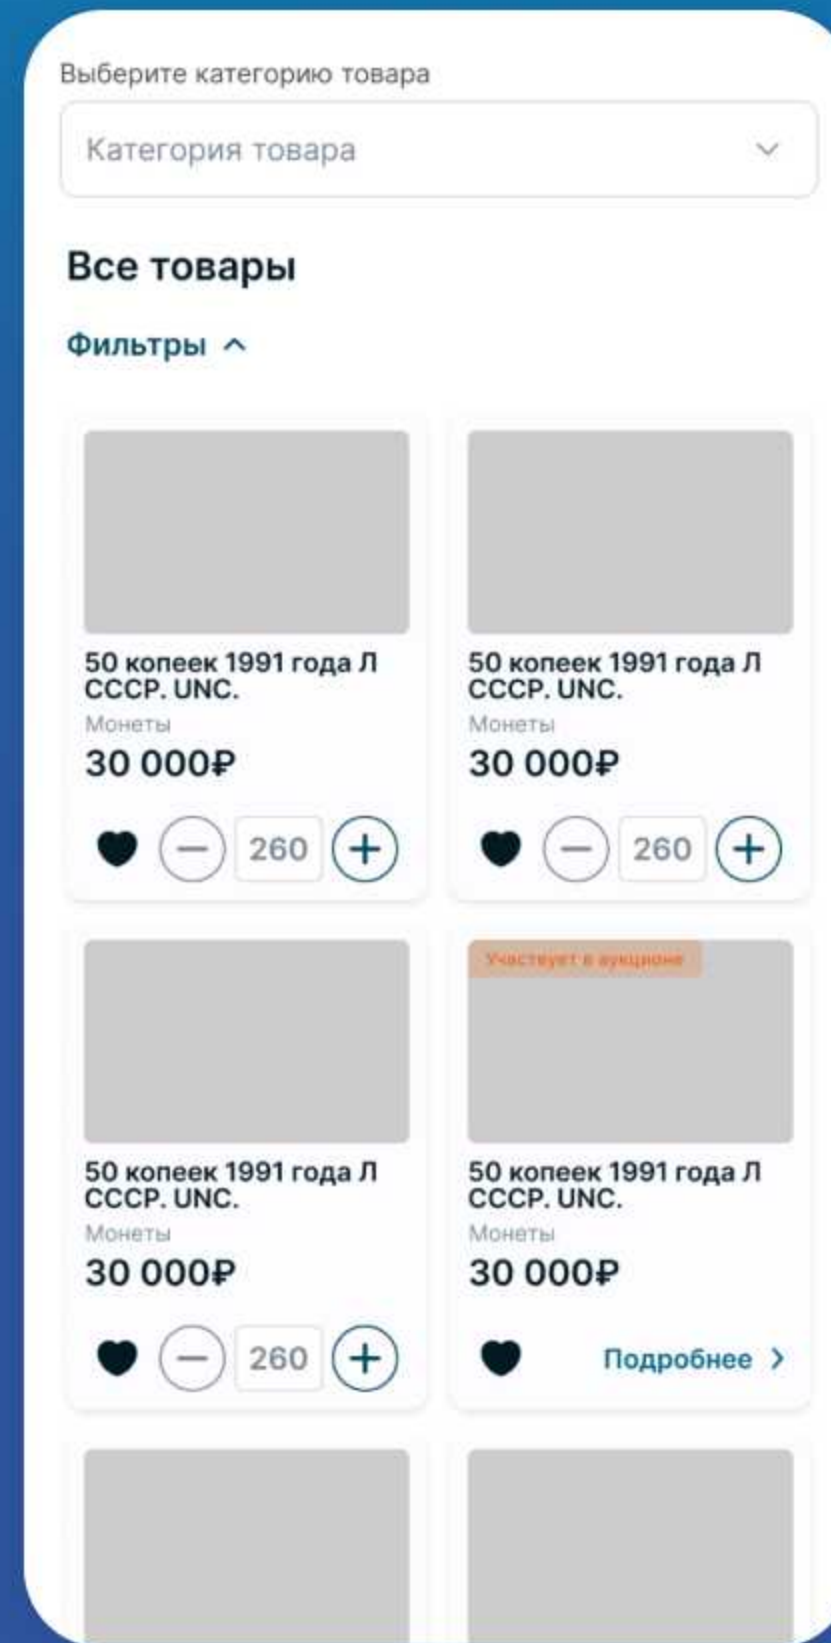 Выберите категорию товара
Категория товара
Все товары
Фильтры
50 копеек 1991 года Л
СССР. UNC.
Монеты
30 000₽
260
50 копеек 1991 года Л
СССР. UNC.
Монеты
30 000₽
260
50 копеек 1991 года Л
СССР. UNC.
Монеты
30 000₽
260
Участвует в аукционе
50 копеек 1991 года Л
СССР. UNC.
Монеты
30 000₽
Подробнее